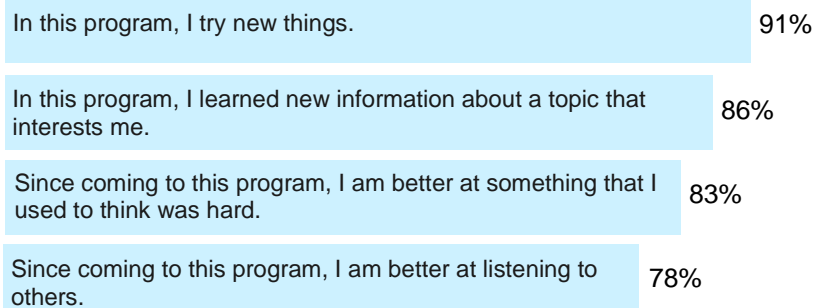 In this program, I try new things. 91%
In this program, I learned new information about a topic that
interests me. 86%
Since coming to this program, I am better at something that I
used to think was hard. 83%
Since coming to this program, I am better at listening to
others. 78%